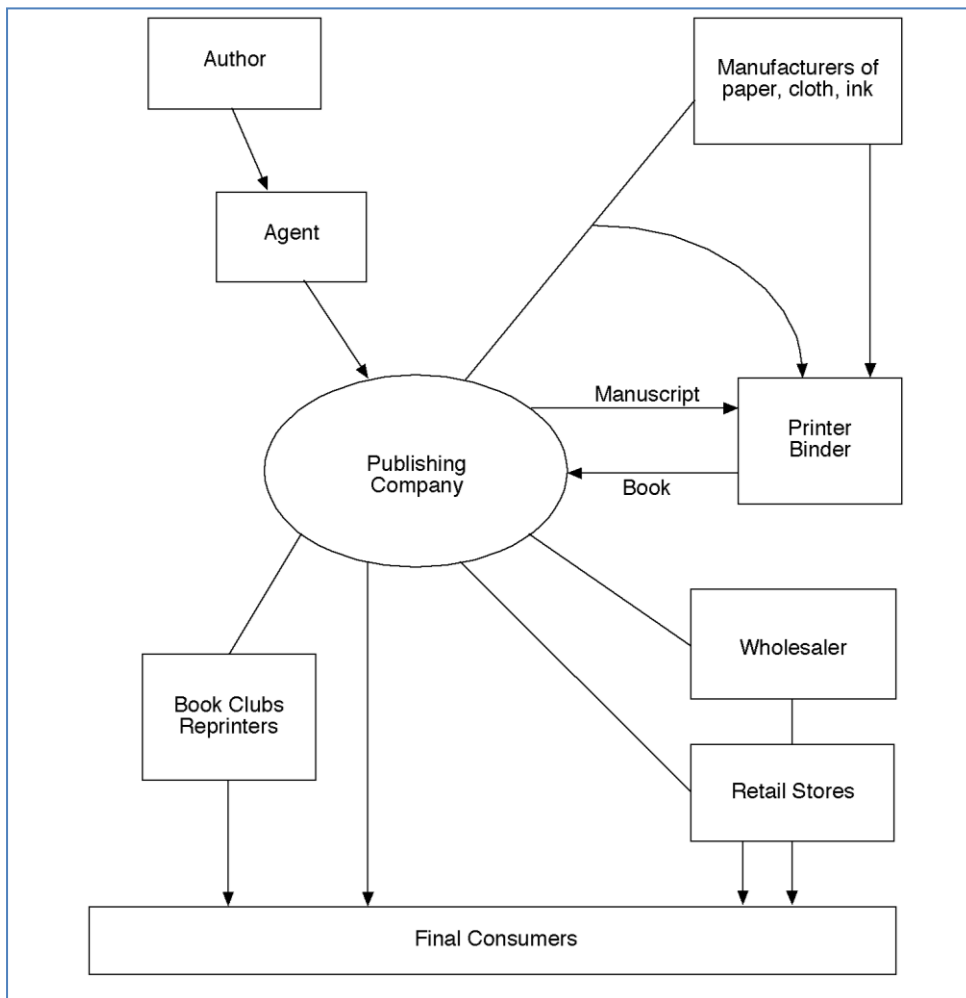 Author
Manufacturers of
paper, cloth, ink
Agent
Manuscript
Printer
Binder
Publishing
Company
Book
Wholesaler
Book Clubs
Reprinters
Retail Stores
Final Consumers